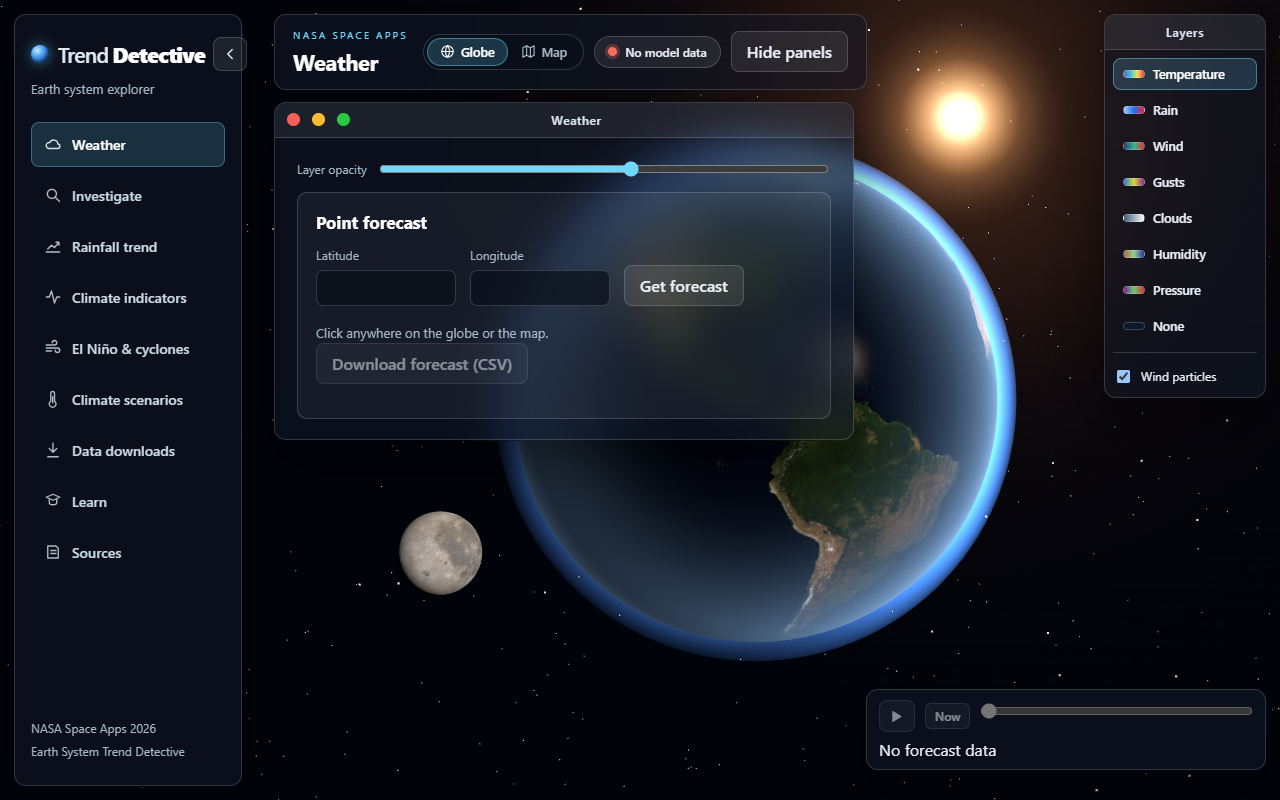 Trend Detective
Earth system explorer
Weather
Investigate
Rainfall trend
Climate indicators
El Niño & cyclones
Climate scenarios
Data downloads
Learn
Sources
NASA Space Apps 2026
Earth System Trend Detective
NASA SPACE APPS
Weather
Globe
Map
No model data
Hide panels
Weather
Layer opacity
Point forecast
Latitude
Longitude
Get forecast
Click anywhere on the globe or the map.
Download forecast (CSV)
Layers
Temperature
Rain
Wind
Gusts
Clouds
Humidity
Pressure
None
Wind particles
Now
No forecast data